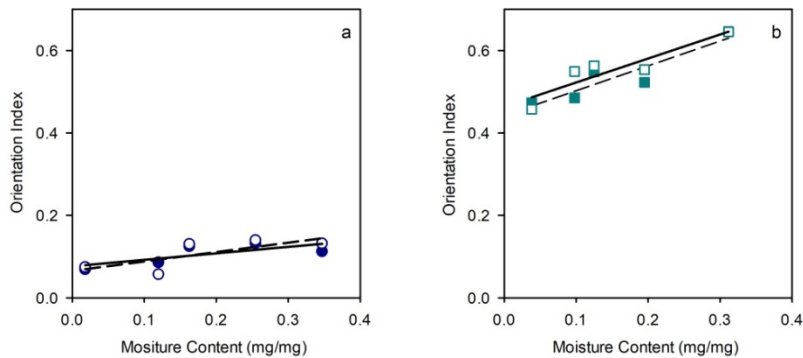 a
0.6
0.4
0.2
0.0
Orientation Index
0.0 0.1 0.2 0.3 0.4
Mositure Content (mg/mg)
b
0.6
0.4
0.2
0.0
Orientation Index
0.0 0.1 0.2 0.3 0.4
Moisture Content (mg/mg)